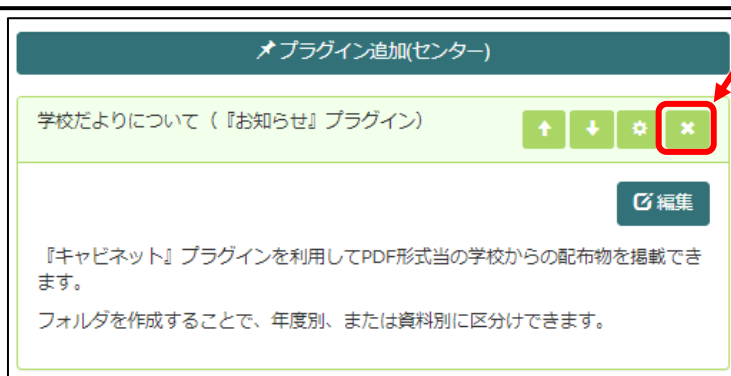 プラグイン追加(センター)
学校だよりについて(『お知らせ』プラグイン)
編集
『キャビネット』プラグインを利用してPDF形式当の学校からの配布物を掲載でき
ます。
フォルダを作成することで、年度別、または資料別に区分けできます。